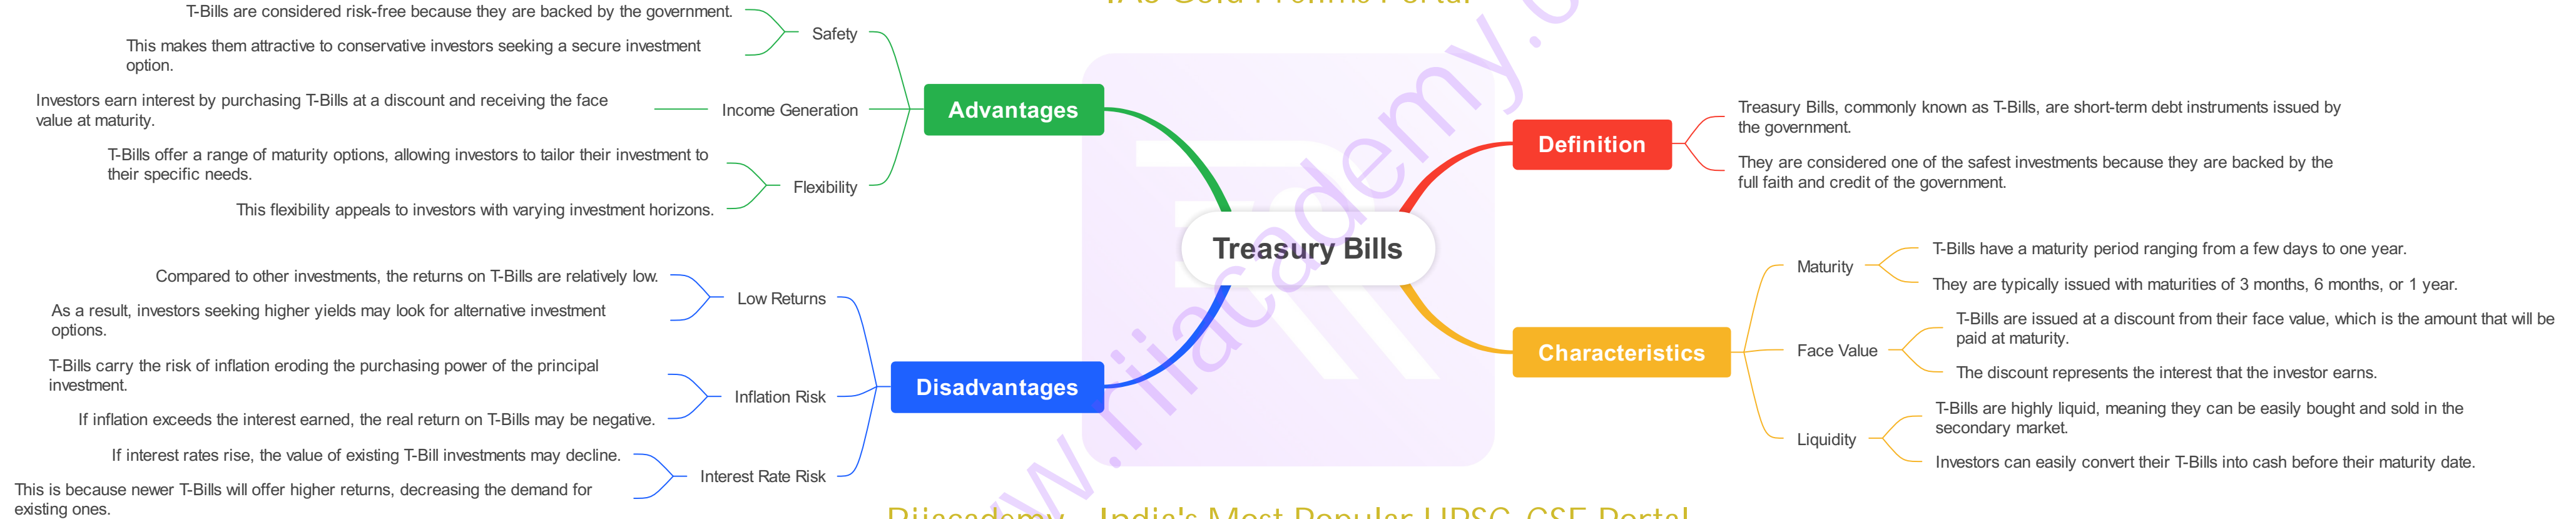 IAS Gold Prelims Portal
Treasury Bills
Advantages
Safety
T-Bills are considered risk-free because they are backed by the government.
This makes them attractive to conservative investors seeking a secure investment
option.
Income Generation
Investors earn interest by purchasing T-Bills at a discount and receiving the face
value at maturity.
Flexibility
T-Bills offer a range of maturity options, allowing investors to tailor their investment to
their specific needs.
This flexibility appeals to investors with varying investment horizons.
Disadvantages
Low Returns
Compared to other investments, the returns on T-Bills are relatively low.
As a result, investors seeking higher yields may look for alternative investment
options.
Inflation Risk
T-Bills carry the risk of inflation eroding the purchasing power of the principal
investment.
If inflation exceeds the interest earned, the real return on T-Bills may be negative.
Interest Rate Risk
If interest rates rise, the value of existing T-Bill investments may decline.
This is because newer T-Bills will offer higher returns, decreasing the demand for
existing ones.
Definition
Treasury Bills, commonly known as T-Bills, are short-term debt instruments issued by
the government.
They are considered one of the safest investments because they are backed by the
full faith and credit of the government.
Characteristics
Maturity
T-Bills have a maturity period ranging from a few days to one year.
They are typically issued with maturities of 3 months, 6 months, or 1 year.
Face Value
T-Bills are issued at a discount from their face value, which is the amount that will be
paid at maturity.
The discount represents the interest that the investor earns.
Liquidity
T-Bills are highly liquid, meaning they can be easily bought and sold in the
secondary market.
Investors can easily convert their T-Bills into cash before their maturity date.
Rijacademy - India's Most Popular UPSC-CSE Portal